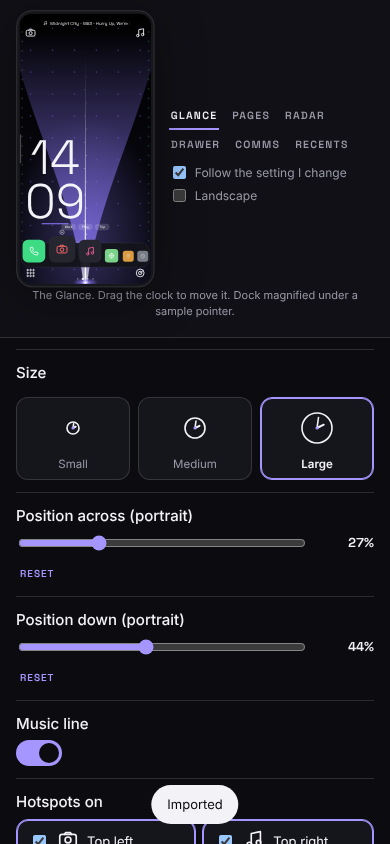 Midnight City · M83 · Hurry Up, We're
14
09
GLANCE PAGES RADAR
DRAWER COMMS RECENTS
Follow the setting I change
Landscape
The Glance. Drag the clock to move it. Dock magnified under a
sample pointer.
Size
Small Medium Large
Position across (portrait)
27%
RESET
Position down (portrait)
44%
RESET
Music line
Hotspots on
Imported
Top left Top right